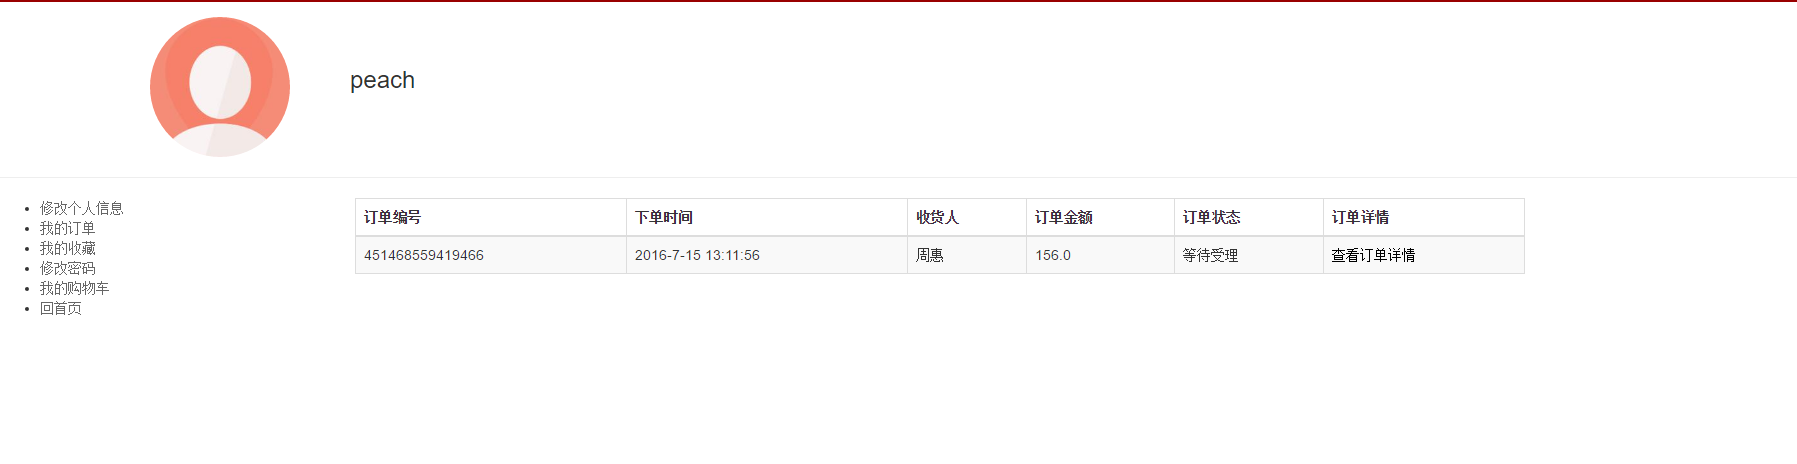 peach
修改个人信息
我的订单
我的收藏
修改密码
我的购物车
回首页
订单编号 下单时间 收货人 订单金额 订单状态 订单详情
451468559419466 2016-7-15 13:11:56 周惠 156.0 等待受理 查看订单详情